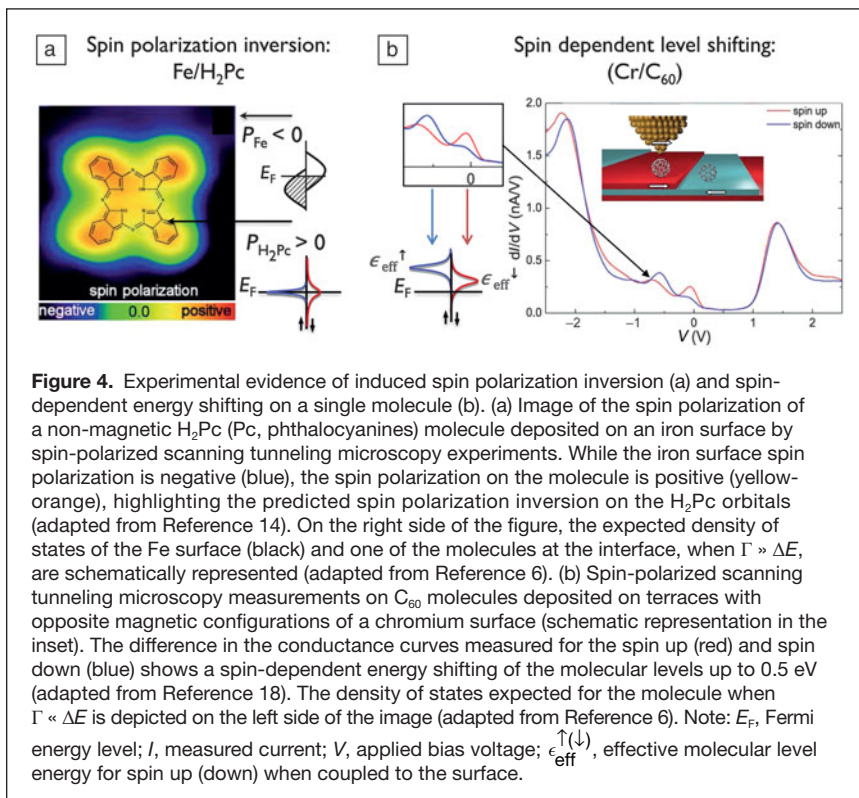 a
Spin polarization inversion:
Fe/H₂Pc
P_Fe < 0
E_F
P_H₂Pc > 0
E_F
spin polarization
negative 0.0 positive
b
Spin dependent level shifting:
(Cr/C₆₀)
0
ϵ_eff↑
E_F
ϵ_eff↓
dI/dV (nA/V)
2.0
1.5
1.0
0.5
spin up
spin down
−2 −1 0 1 2
V (V)
Figure 4. Experimental evidence of induced spin polarization inversion (a) and spin-
dependent energy shifting on a single molecule (b). (a) Image of the spin polarization of
a non-magnetic H₂Pc (Pc, phthalocyanines) molecule deposited on an iron surface by
spin-polarized scanning tunneling microscopy experiments. While the iron surface spin
polarization is negative (blue), the spin polarization on the molecule is positive (yellow-
orange), highlighting the predicted spin polarization inversion on the H₂Pc orbitals
(adapted from Reference 14). On the right side of the figure, the expected density of
states of the Fe surface (black) and one of the molecules at the interface, when Γ » ΔE,
are schematically represented (adapted from Reference 6). (b) Spin-polarized scanning
tunneling microscopy measurements on C₆₀ molecules deposited on terraces with
opposite magnetic configurations of a chromium surface (schematic representation in the
inset). The difference in the conductance curves measured for the spin up (red) and spin
down (blue) shows a spin-dependent energy shifting of the molecular levels up to 0.5 eV
(adapted from Reference 18). The density of states expected for the molecule when
Γ « ΔE is depicted on the left side of the image (adapted from Reference 6). Note: E_F, Fermi
energy level; I, measured current; V, applied bias voltage; ϵ_eff^↑(↓), effective molecular level
energy for spin up (down) when coupled to the surface.